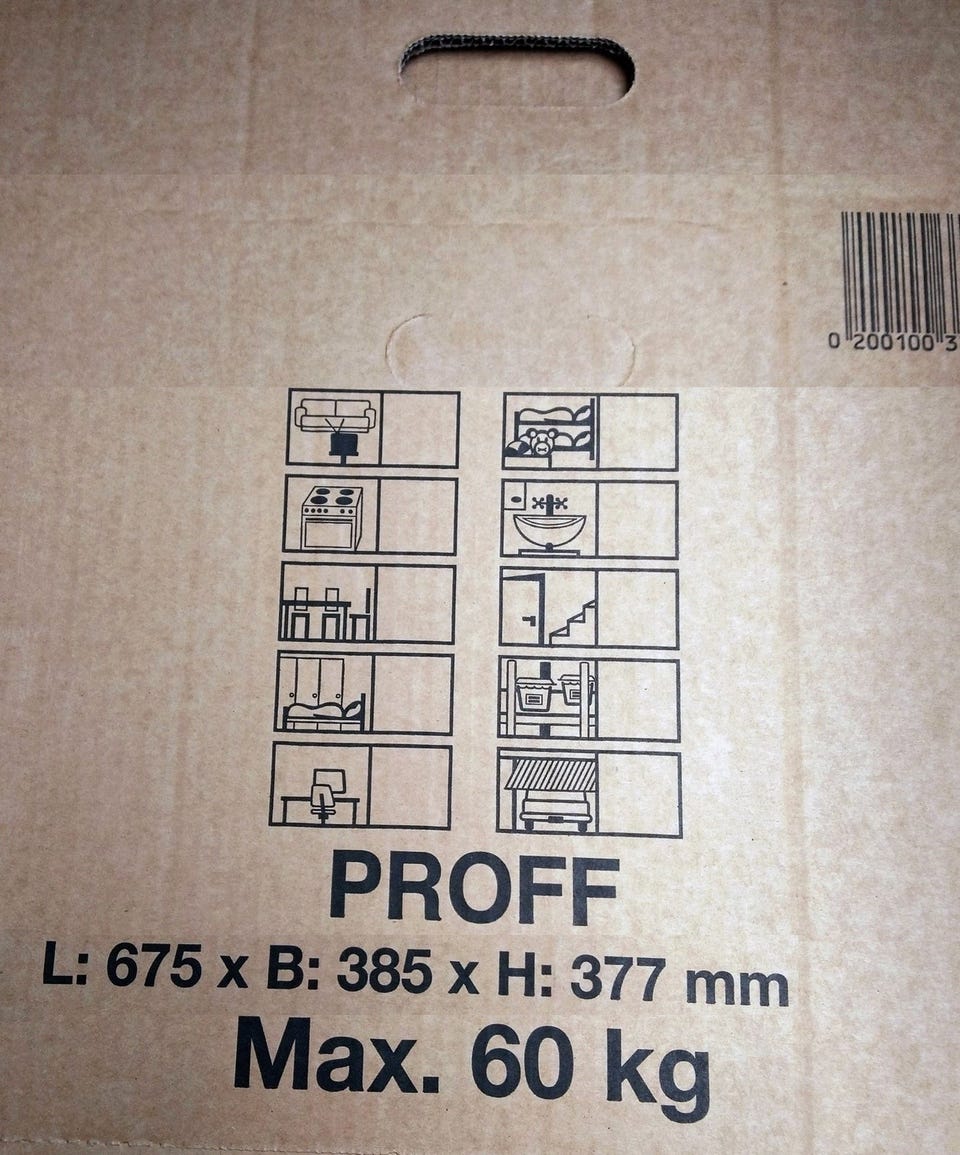 0 200100 3
PROFF
L: 675 x B: 385 x H: 377 mm
Max. 60 kg